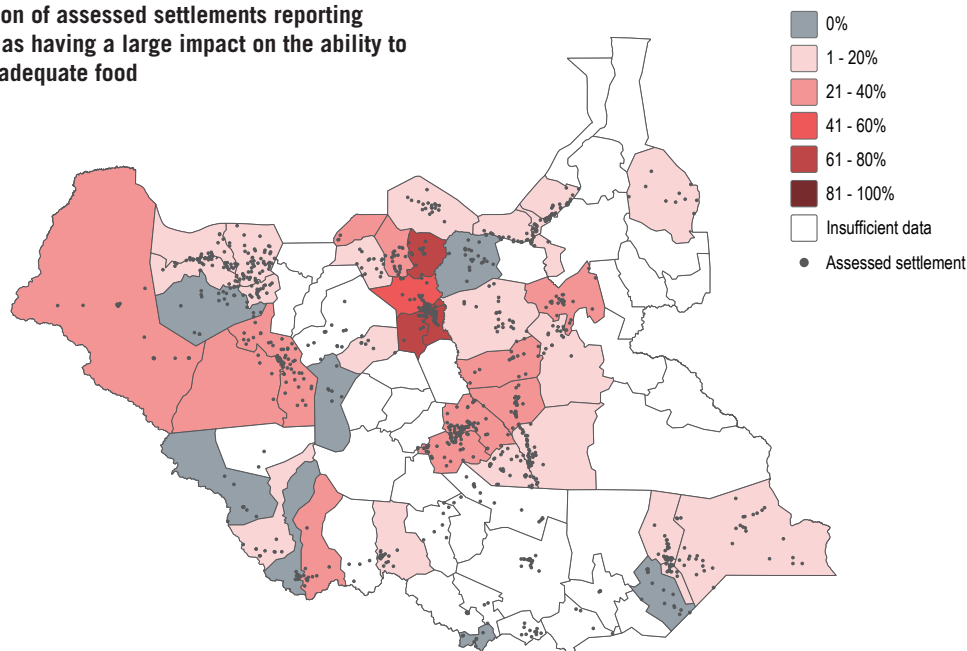 on of assessed settlements reporting
as having a large impact on the ability to
adequate food
0%
1 - 20%
21 - 40%
41 - 60%
61 - 80%
81 - 100%
Insufficient data
Assessed settlement